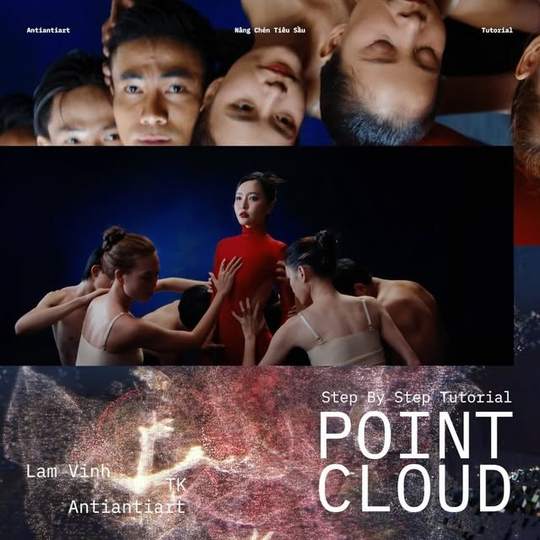 Antiantiart
Nâng Chén Tiêu Sầu
Tutorial
Step By Step Tutorial
POINT
CLOUD
Lam Vinh
TK
Antiantiart